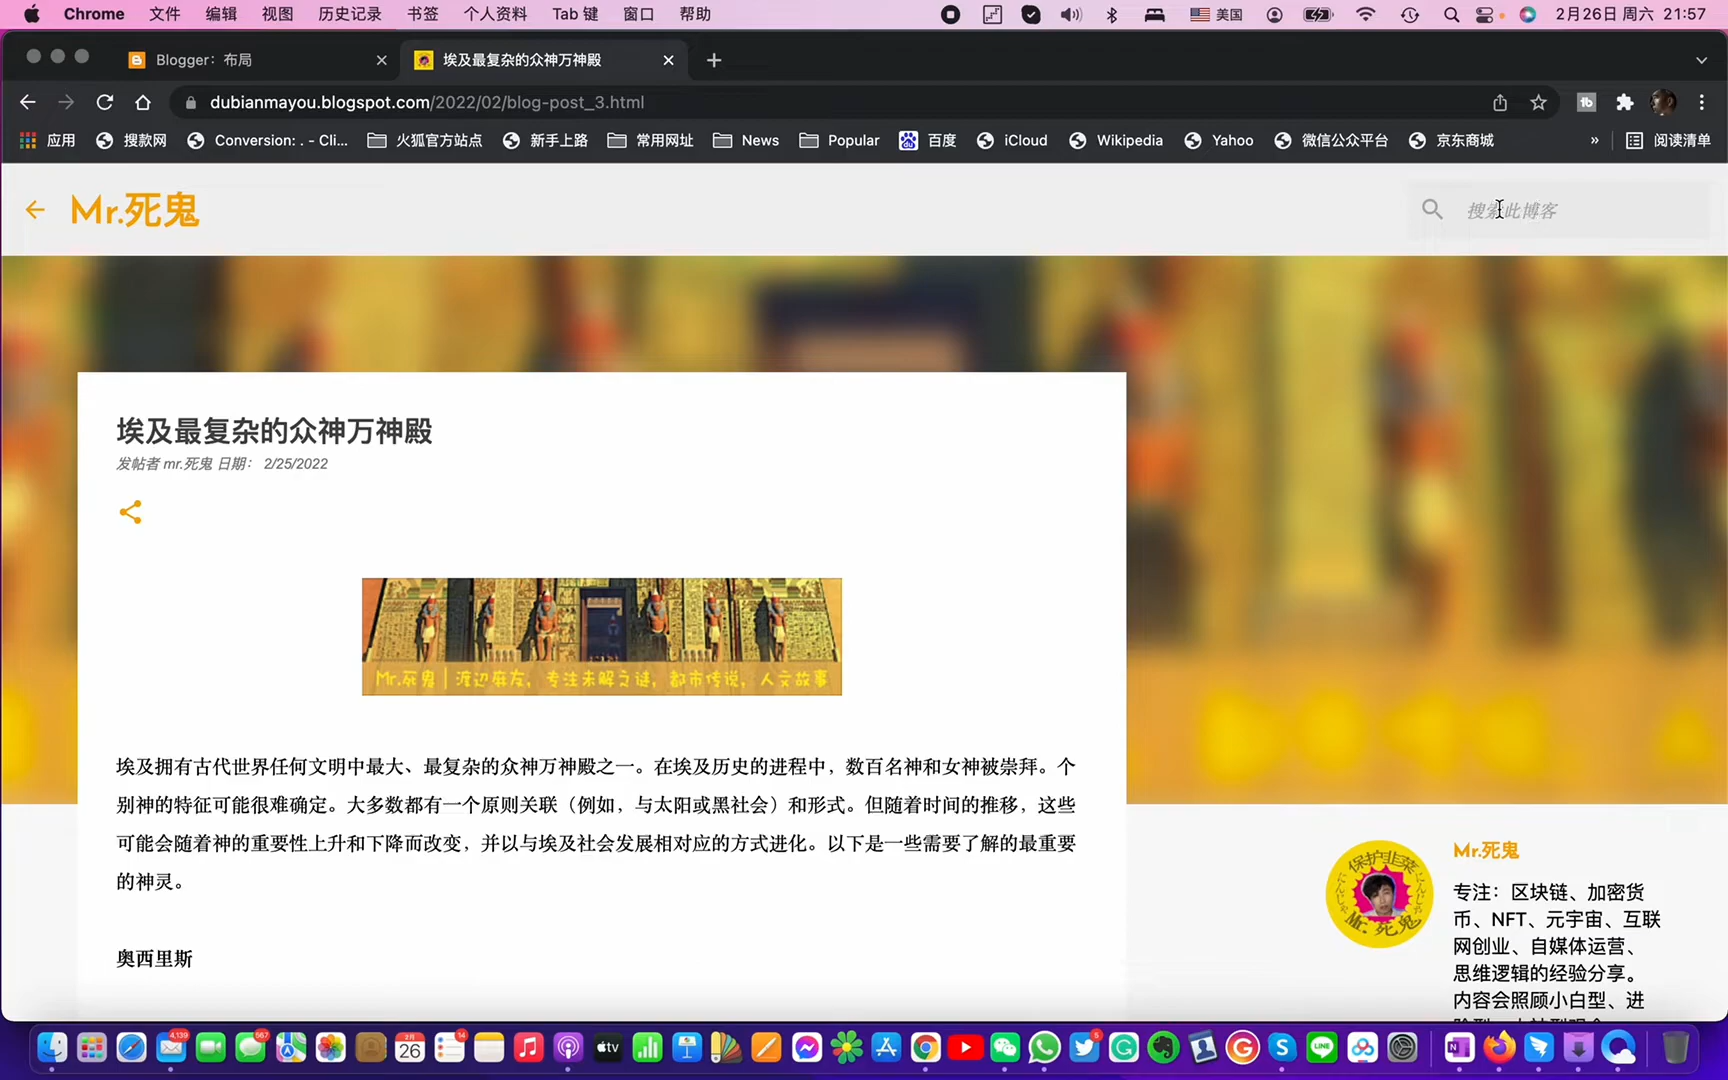 Chrome 文件 编辑 视图 历史记录 书签 个人资料 Tab 键 窗口 帮助 美国 2月26日 周六 21:57
Blogger：布局 埃及最复杂的众神万神殿
dubianmayou.blogspot.com/2022/02/blog-post_3.html
应用 搜款网 Conversion: . - Cli... 火狐官方站点 新手上路 常用网址 News Popular 百度 iCloud Wikipedia Yahoo 微信公众平台 京东商城 » 阅读清单
Mr.死鬼 搜索此博客
埃及最复杂的众神万神殿
发帖者 mr.死鬼 日期： 2/25/2022
Mr.死鬼 | 渡边麻友，专注未解之谜，都市传说，人文故事
埃及拥有古代世界任何文明中最大、最复杂的众神万神殿之一。在埃及历史的进程中，数百名神和女神被崇拜。个
别神的特征可能很难确定。大多数都有一个原则关联（例如，与太阳或黑社会）和形式。但随着时间的推移，这些
可能会随着神的重要性上升和下降而改变，并以与埃及社会发展相对应的方式进化。以下是一些需要了解的最重要
的神灵。
奥西里斯
保护韭菜
Mr. 死鬼
Mr.死鬼
专注：区块链、加密货
币、NFT、元宇宙、互联
网创业、自媒体运营、
思维逻辑的经验分享。
内容会照顾小白型、进
4,139 567 2月 26 14 tv 5 LINE